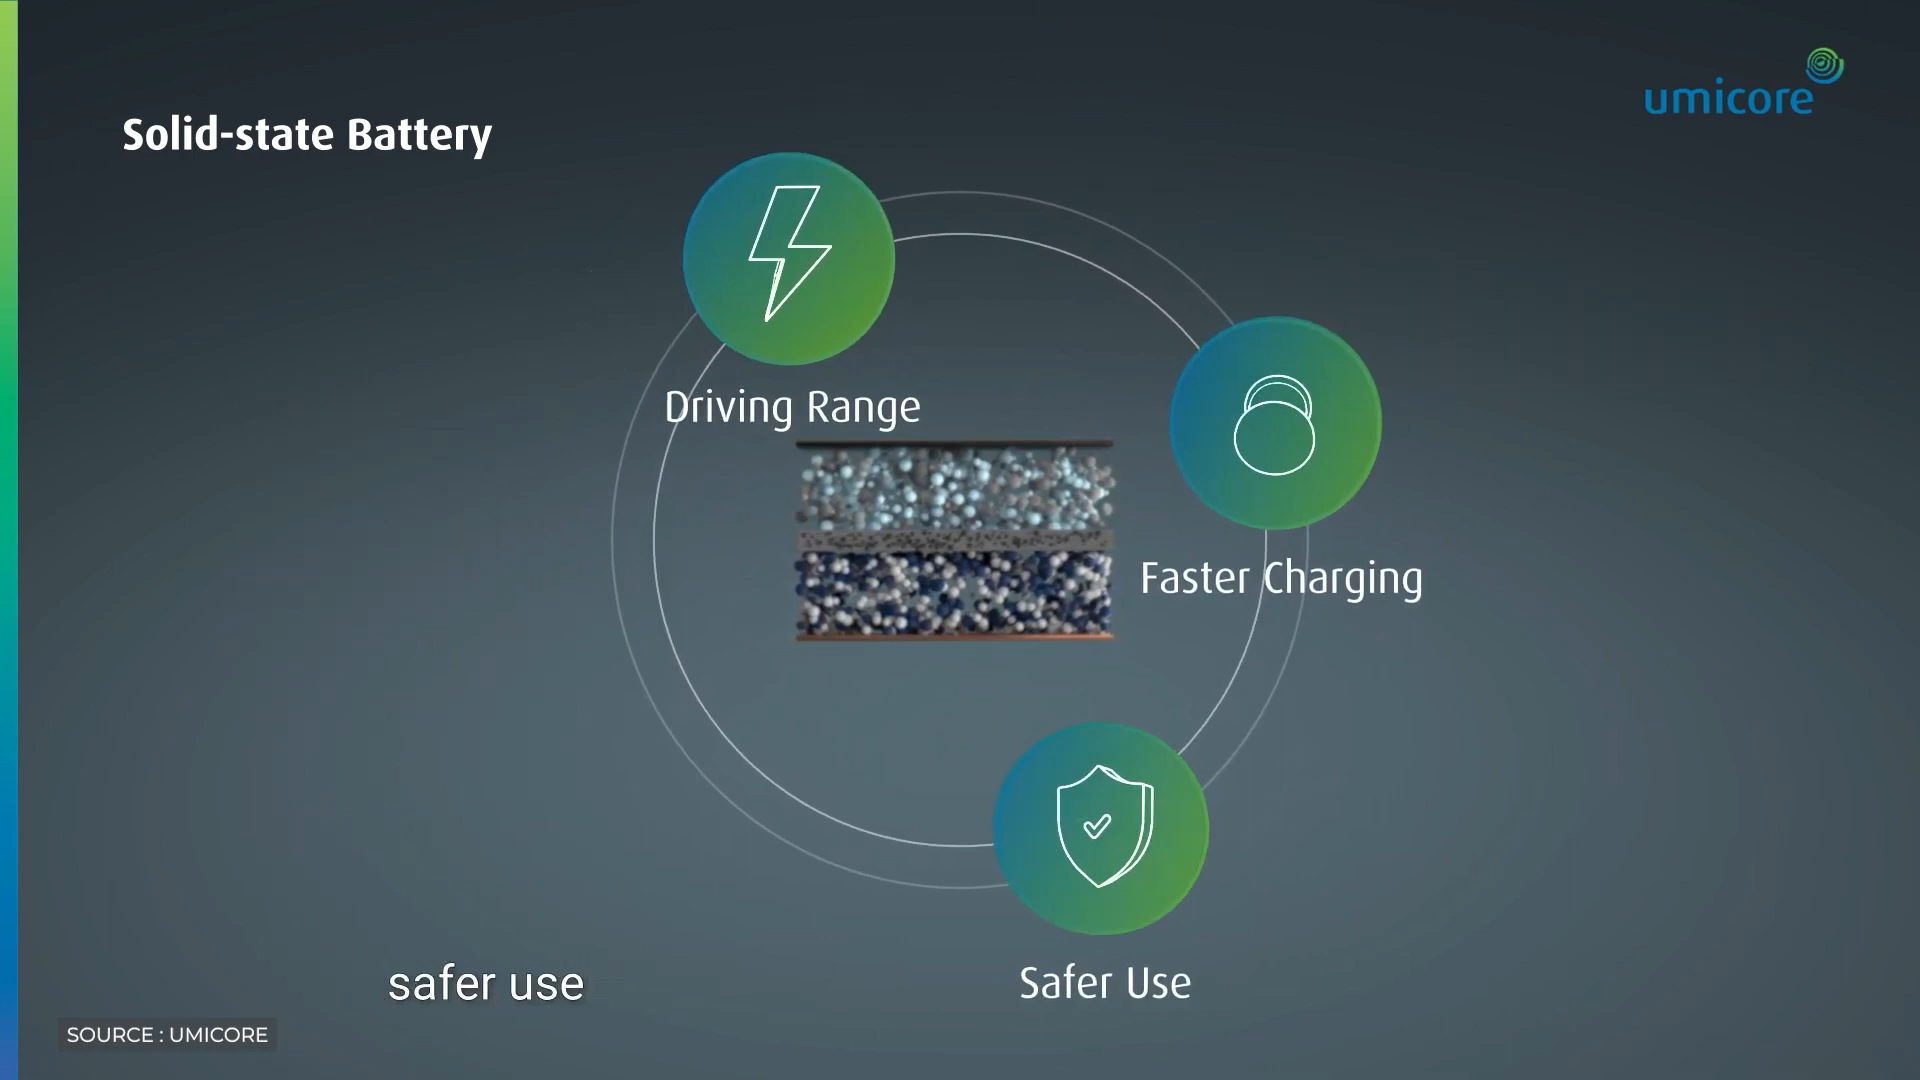 umicore
Solid-state Battery
Driving Range
Faster Charging
Safer Use
safer use
SOURCE : UMICORE